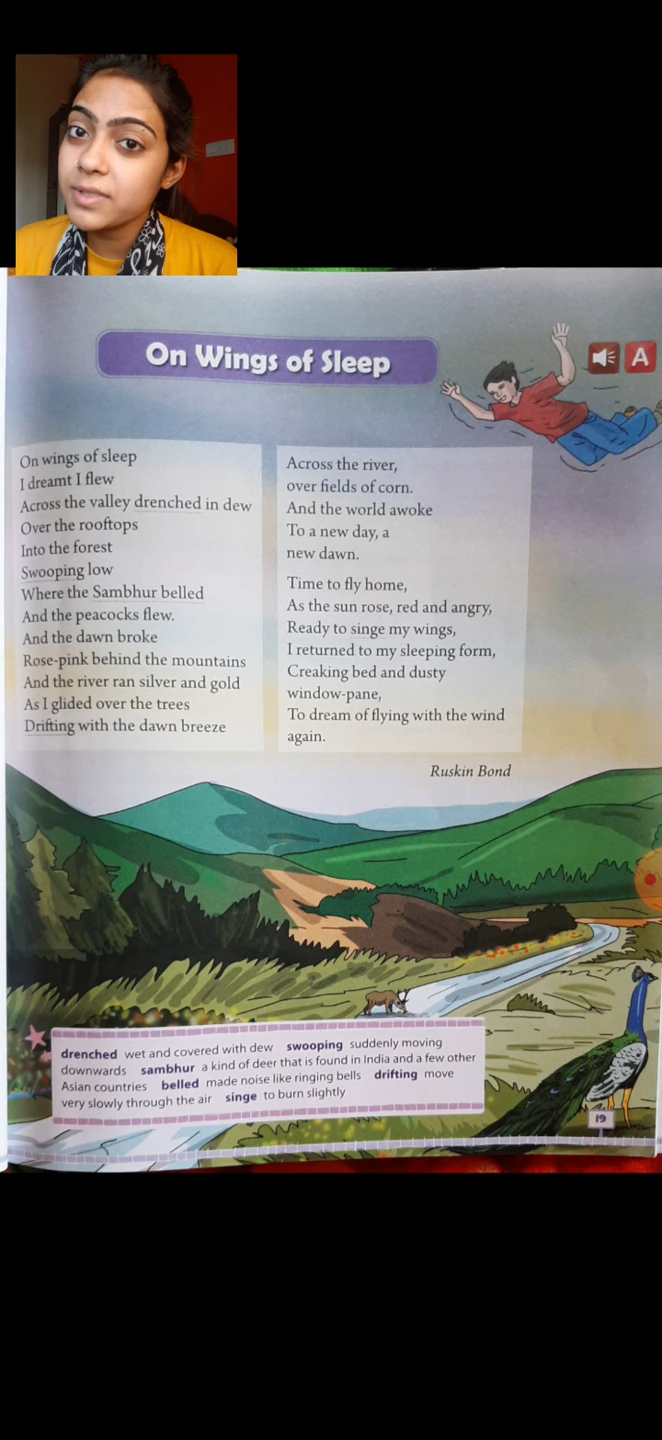 On Wings of Sleep
A
On wings of sleep
I dreamt I flew
Across the valley drenched in dew
Over the rooftops
Into the forest
Swooping low
Where the Sambhur belled
And the peacocks flew.
And the dawn broke
Rose-pink behind the mountains
And the river ran silver and gold
As I glided over the trees
Drifting with the dawn breeze
Across the river,
over fields of corn.
And the world awoke
To a new day, a
new dawn.
Time to fly home,
As the sun rose, red and angry,
Ready to singe my wings,
I returned to my sleeping form,
Creaking bed and dusty
window-pane,
To dream of flying with the wind
again.
Ruskin Bond
drenched wet and covered with dew swooping suddenly moving
downwards sambhur a kind of deer that is found in India and a few other
Asian countries belled made noise like ringing bells drifting move
very slowly through the air singe to burn slightly
19